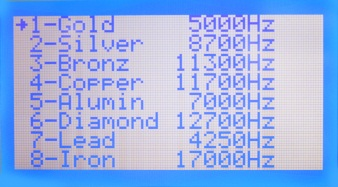 →1-Gold 5000Hz
2-Silver 8700Hz
3-Bronz 11300Hz
4-Copper 11700Hz
5-Alumin 7000Hz
6-Diamond 12700Hz
7-Lead 4250Hz
8-Iron 17000Hz